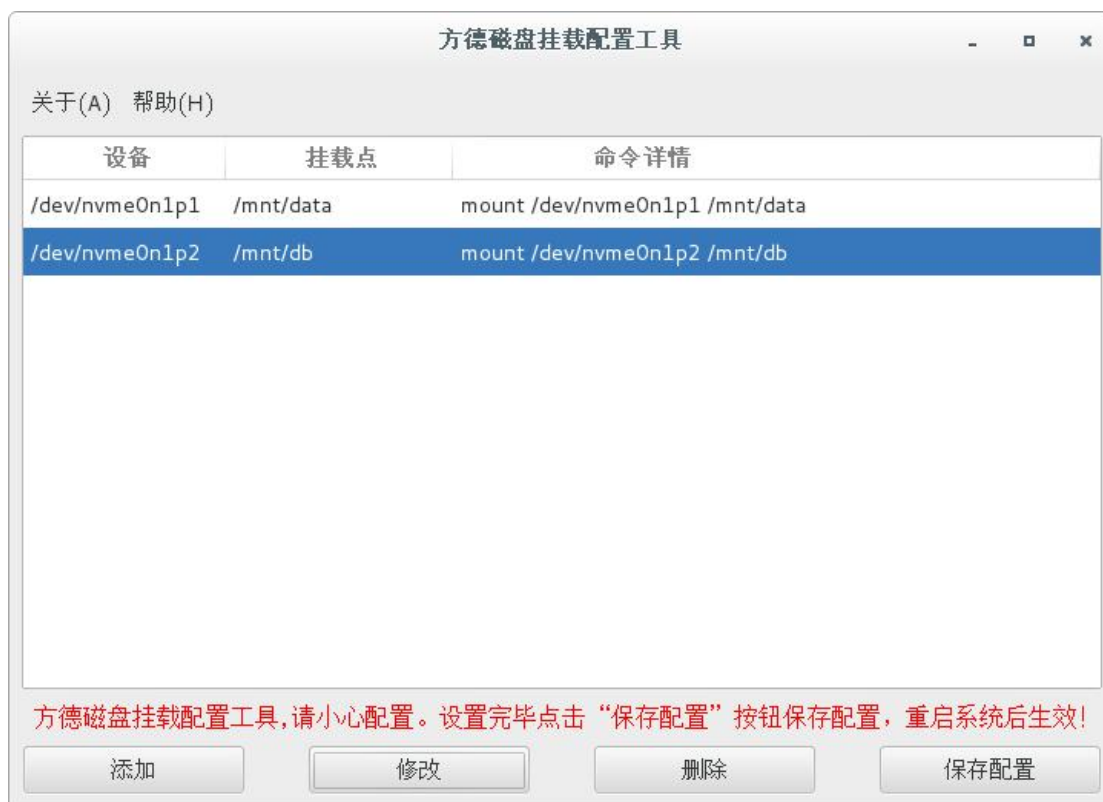 方德磁盘挂载配置工具
关于(A) 帮助(H)
设备 挂载点 命令详情
/dev/nvme0n1p1 /mnt/data mount /dev/nvme0n1p1 /mnt/data
/dev/nvme0n1p2 /mnt/db mount /dev/nvme0n1p2 /mnt/db
方德磁盘挂载配置工具,请小心配置。设置完毕点击“保存配置”按钮保存配置，重启系统后生效!
添加 修改 删除 保存配置